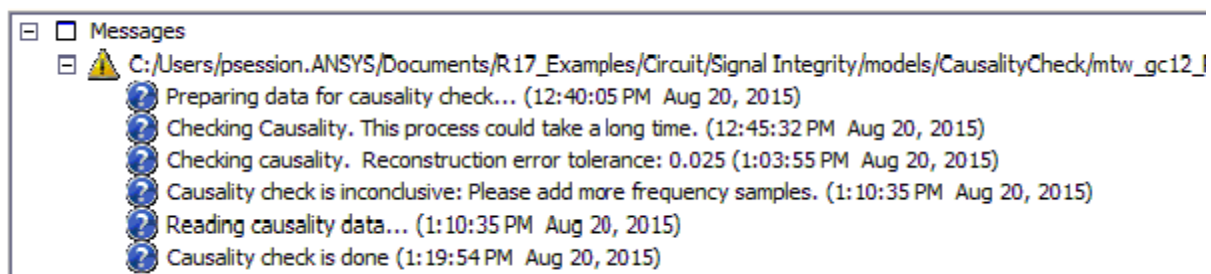 Messages
C:/Users/psession.ANSYS/Documents/R17_Examples/Circuit/Signal Integrity/models/CausalityCheck/mtw_gc12_
Preparing data for causality check... (12:40:05 PM Aug 20, 2015)
Checking Causality. This process could take a long time. (12:45:32 PM Aug 20, 2015)
Checking causality. Reconstruction error tolerance: 0.025 (1:03:55 PM Aug 20, 2015)
Causality check is inconclusive: Please add more frequency samples. (1:10:35 PM Aug 20, 2015)
Reading causality data... (1:10:35 PM Aug 20, 2015)
Causality check is done (1:19:54 PM Aug 20, 2015)